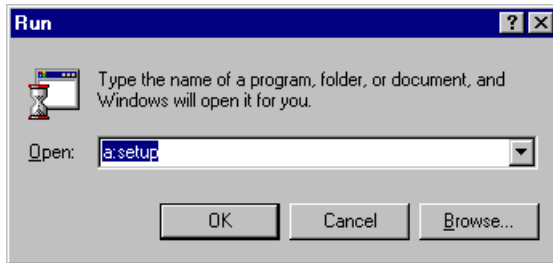 Run
Type the name of a program, folder, or document, and
Windows will open it for you.
Open: a:setup
OK Cancel Browse...